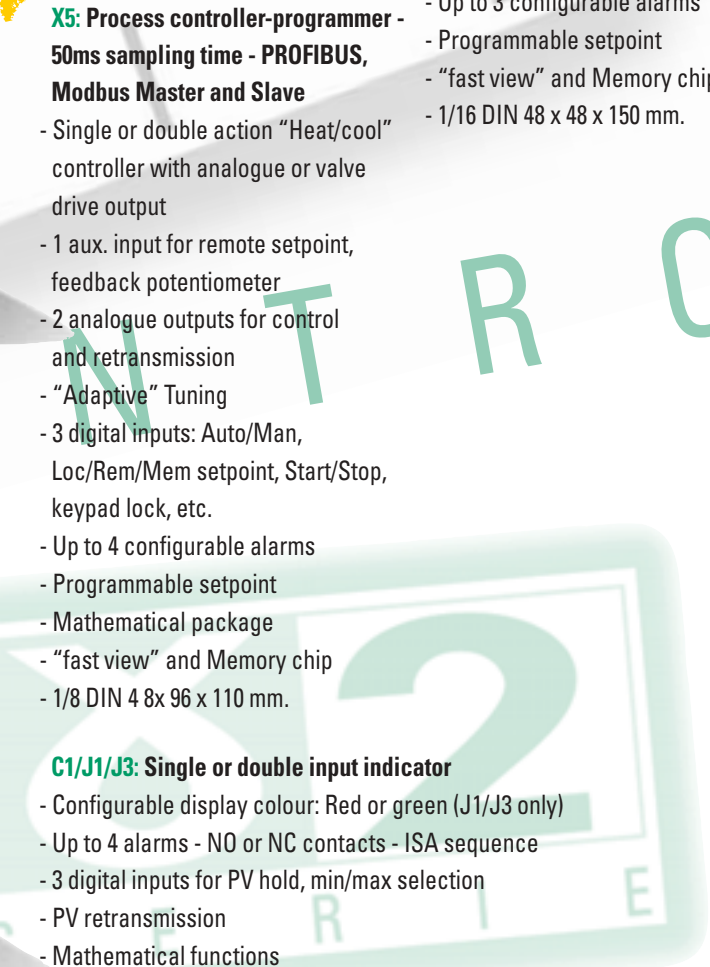 X5: Process controller-programmer -
50ms sampling time - PROFIBUS,
Modbus Master and Slave
- Single or double action “Heat/cool”
controller with analogue or valve
drive output
- 1 aux. input for remote setpoint,
feedback potentiometer
- 2 analogue outputs for control
and retransmission
- “Adaptive” Tuning
- 3 digital inputs: Auto/Man,
Loc/Rem/Mem setpoint, Start/Stop,
keypad lock, etc.
- Up to 4 configurable alarms
- Programmable setpoint
- Mathematical package
- “fast view” and Memory chip
- 1/8 DIN 4 8x 96 x 110 mm.
- Up to 3 configurable alarms
- Programmable setpoint
- “fast view” and Memory chip
- 1/16 DIN 48 x 48 x 150 mm.
N T R O
C1/J1/J3: Single or double input indicator
- Configurable display colour: Red or green (J1/J3 only)
- Up to 4 alarms - NO or NC contacts - ISA sequence
- 3 digital inputs for PV hold, min/max selection
- PV retransmission
- Mathematical functions
2
E R I E